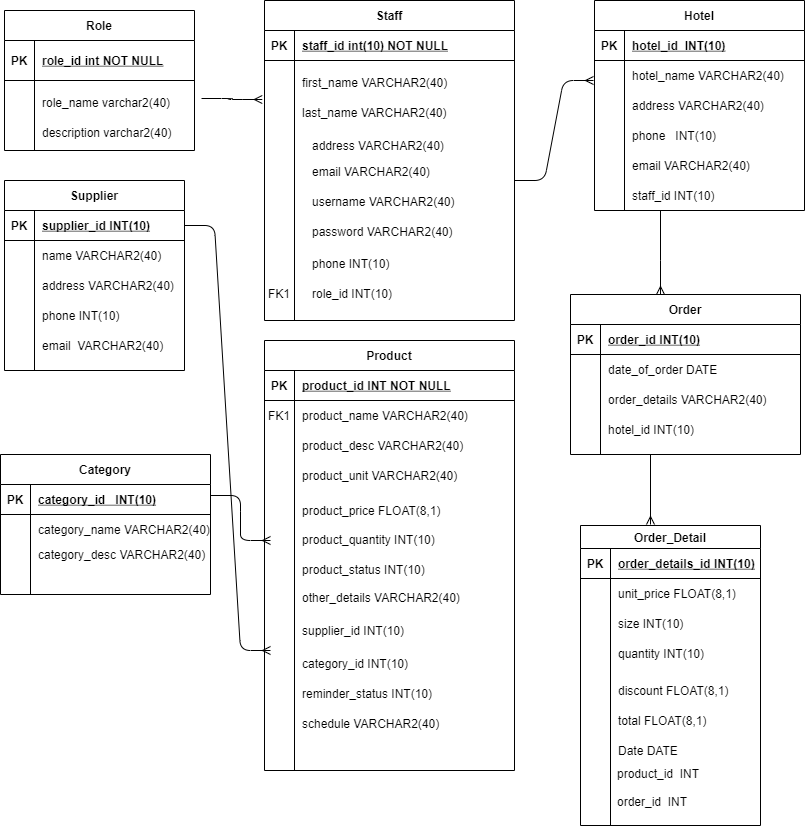 Role
PK role_id int NOT NULL
role_name varchar2(40)
description varchar2(40)
Staff
PK staff_id int(10) NOT NULL
first_name VARCHAR2(40)
last_name VARCHAR2(40)
address VARCHAR2(40)
email VARCHAR2(40)
username VARCHAR2(40)
password VARCHAR2(40)
phone INT(10)
FK1 role_id INT(10)
Hotel
PK hotel_id INT(10)
hotel_name VARCHAR2(40)
address VARCHAR2(40)
phone INT(10)
email VARCHAR2(40)
staff_id INT(10)
Supplier
PK supplier_id INT(10)
name VARCHAR2(40)
address VARCHAR2(40)
phone INT(10)
email VARCHAR2(40)
Product
PK product_id INT NOT NULL
FK1 product_name VARCHAR2(40)
product_desc VARCHAR2(40)
product_unit VARCHAR2(40)
product_price FLOAT(8,1)
product_quantity INT(10)
product_status INT(10)
other_details VARCHAR2(40)
supplier_id INT(10)
category_id INT(10)
reminder_status INT(10)
schedule VARCHAR2(40)
Order
PK order_id INT(10)
date_of_order DATE
order_details VARCHAR2(40)
hotel_id INT(10)
Category
PK category_id INT(10)
category_name VARCHAR2(40)
category_desc VARCHAR2(40)
Order_Detail
PK order_details_id INT(10)
unit_price FLOAT(8,1)
size INT(10)
quantity INT(10)
discount FLOAT(8,1)
total FLOAT(8,1)
Date DATE
product_id INT
order_id INT